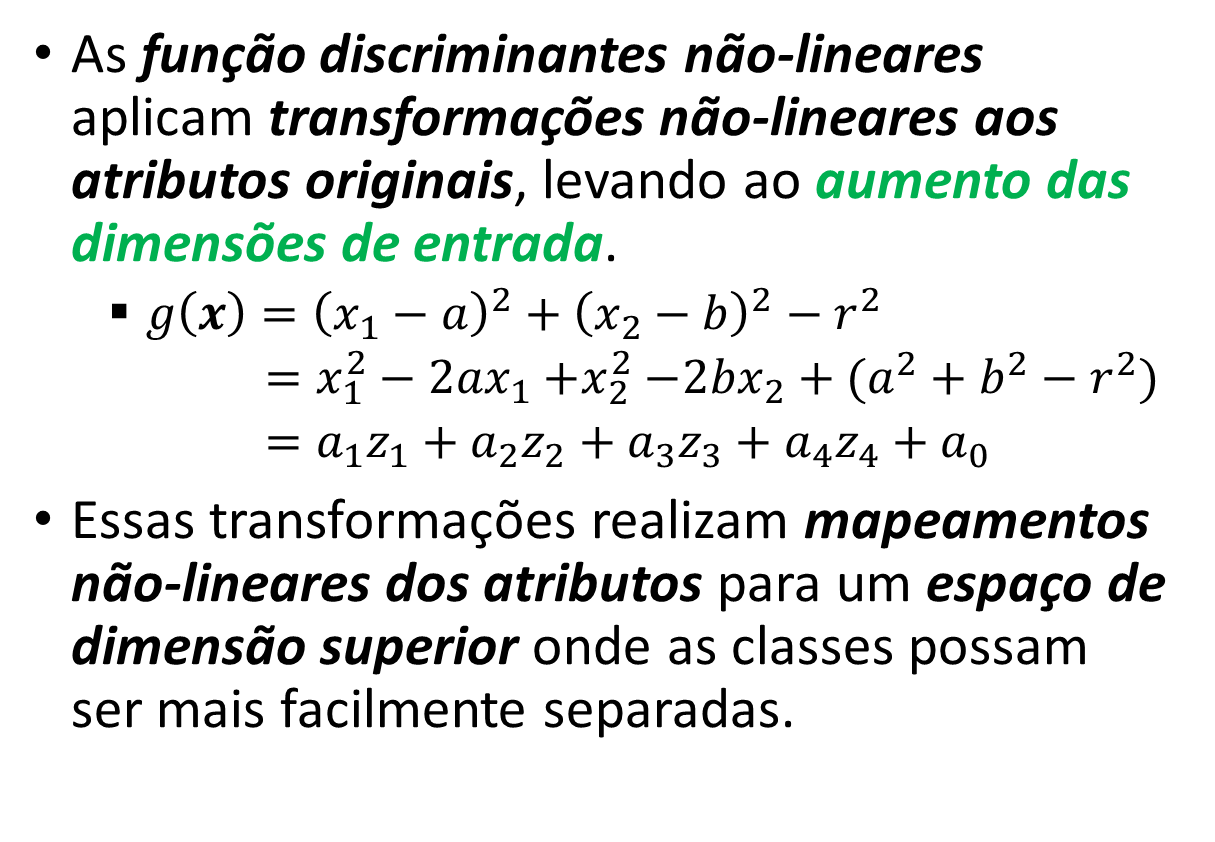 • As função discriminantes não-lineares
aplicam transformações não-lineares aos
atributos originais, levando ao aumento das
dimensões de entrada.
▪ g(x) = (x₁ − a)² + (x₂ − b)² − r²
= x₁² − 2ax₁ +x₂² −2bx₂ + (a² + b² − r²)
= a₁z₁ + a₂z₂ + a₃z₃ + a₄z₄ + a₀
• Essas transformações realizam mapeamentos
não-lineares dos atributos para um espaço de
dimensão superior onde as classes possam
ser mais facilmente separadas.